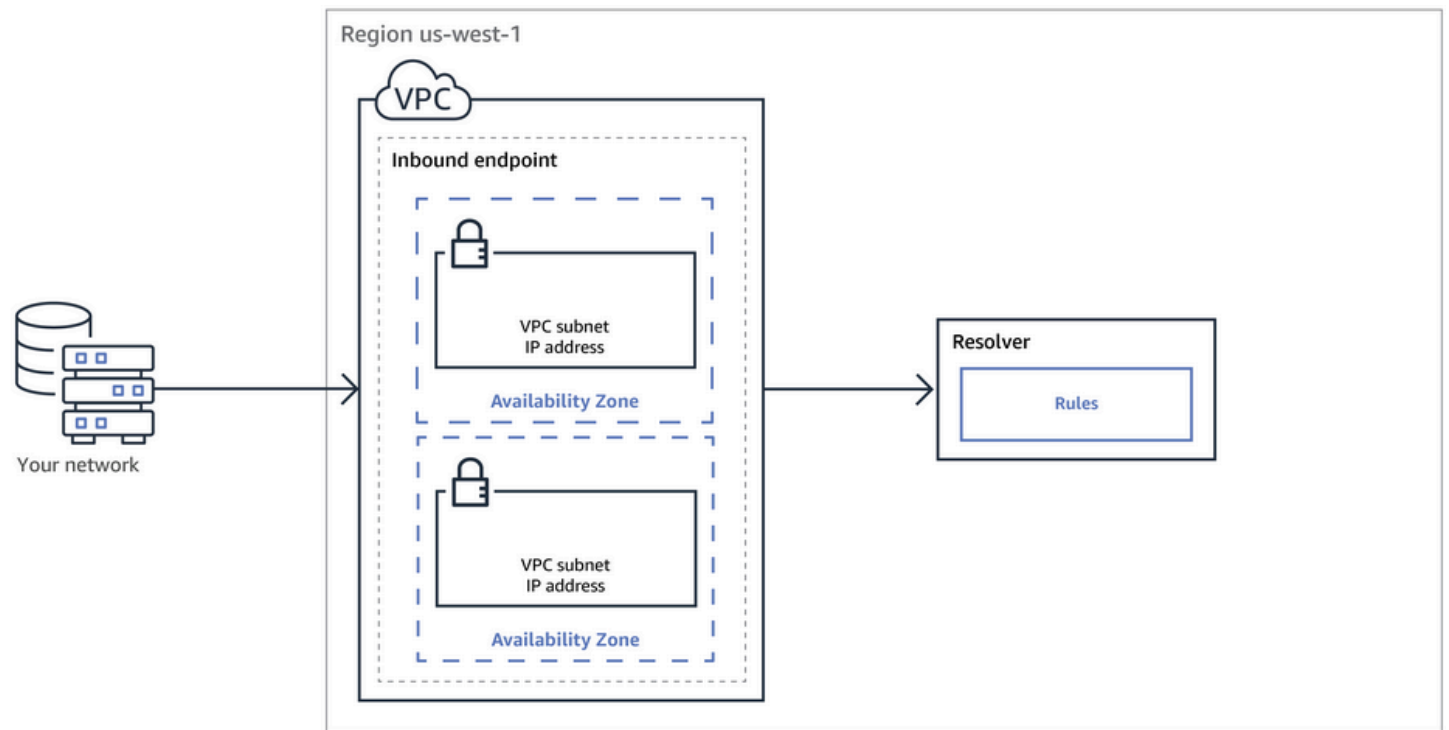 Region us-west-1
VPC
Inbound endpoint
VPC subnet
IP address
Availability Zone
VPC subnet
IP address
Availability Zone
Your network
Resolver
Rules